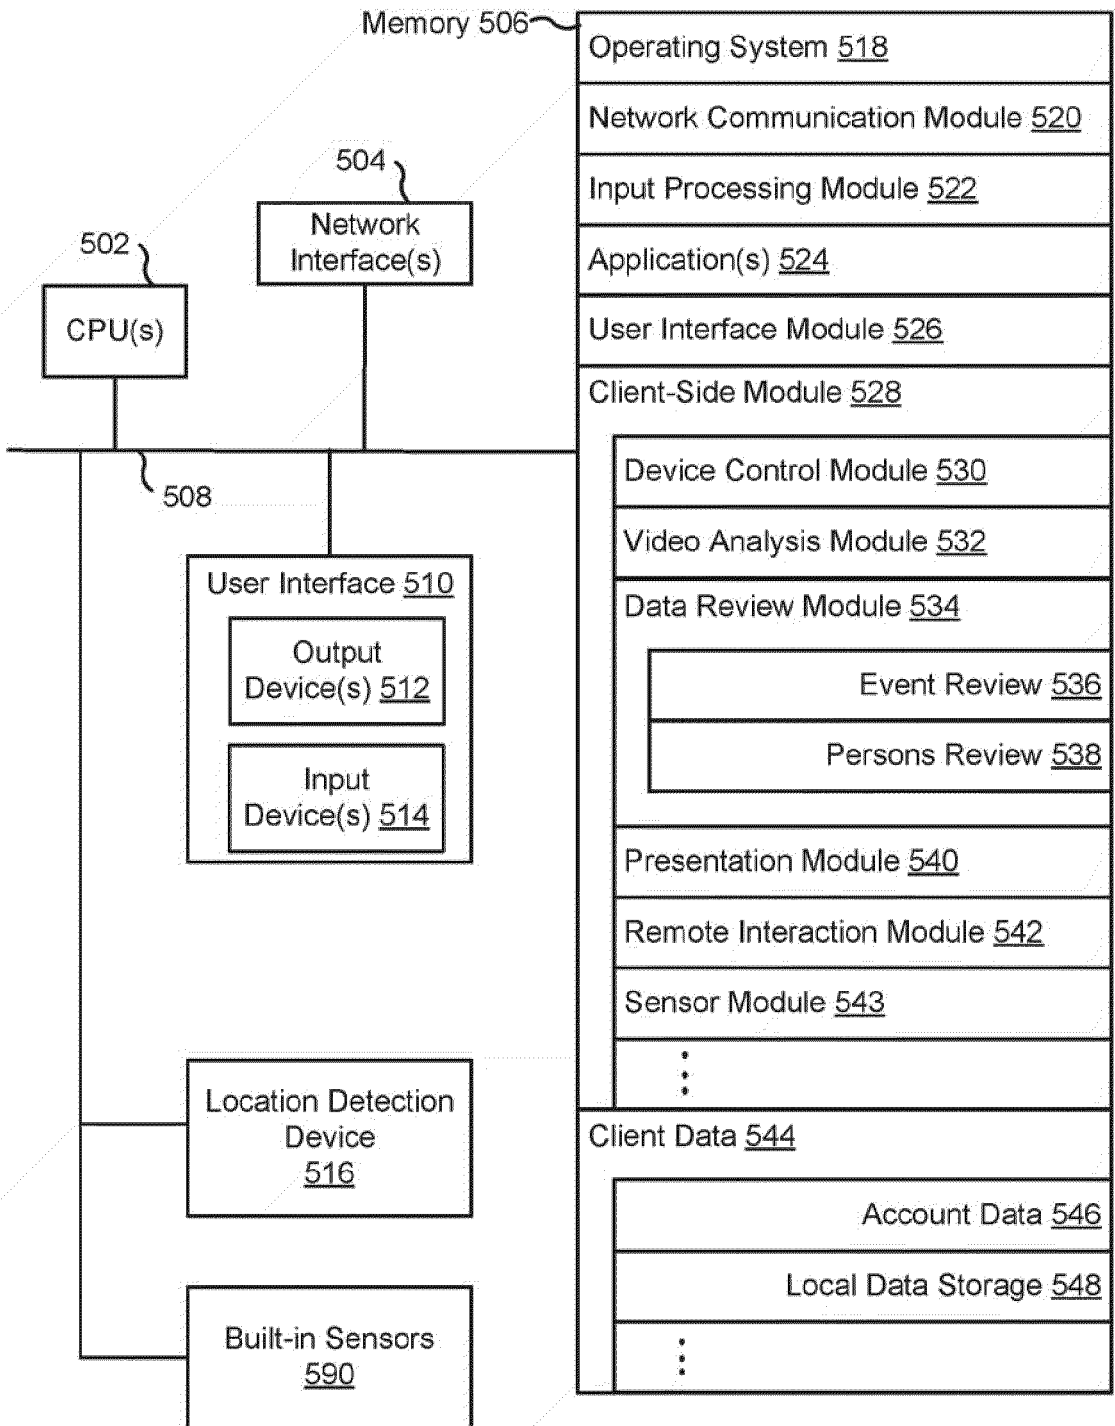 Memory 506
504
Network
Interface(s)
502
CPU(s)
508
User Interface 510
Output
Device(s) 512
Input
Device(s) 514
Location Detection
Device
516
Built-in Sensors
590
Operating System 518
Network Communication Module 520
Input Processing Module 522
Application(s) 524
User Interface Module 526
Client-Side Module 528
Device Control Module 530
Video Analysis Module 532
Data Review Module 534
Event Review 536
Persons Review 538
Presentation Module 540
Remote Interaction Module 542
Sensor Module 543
Client Data 544
Account Data 546
Local Data Storage 548